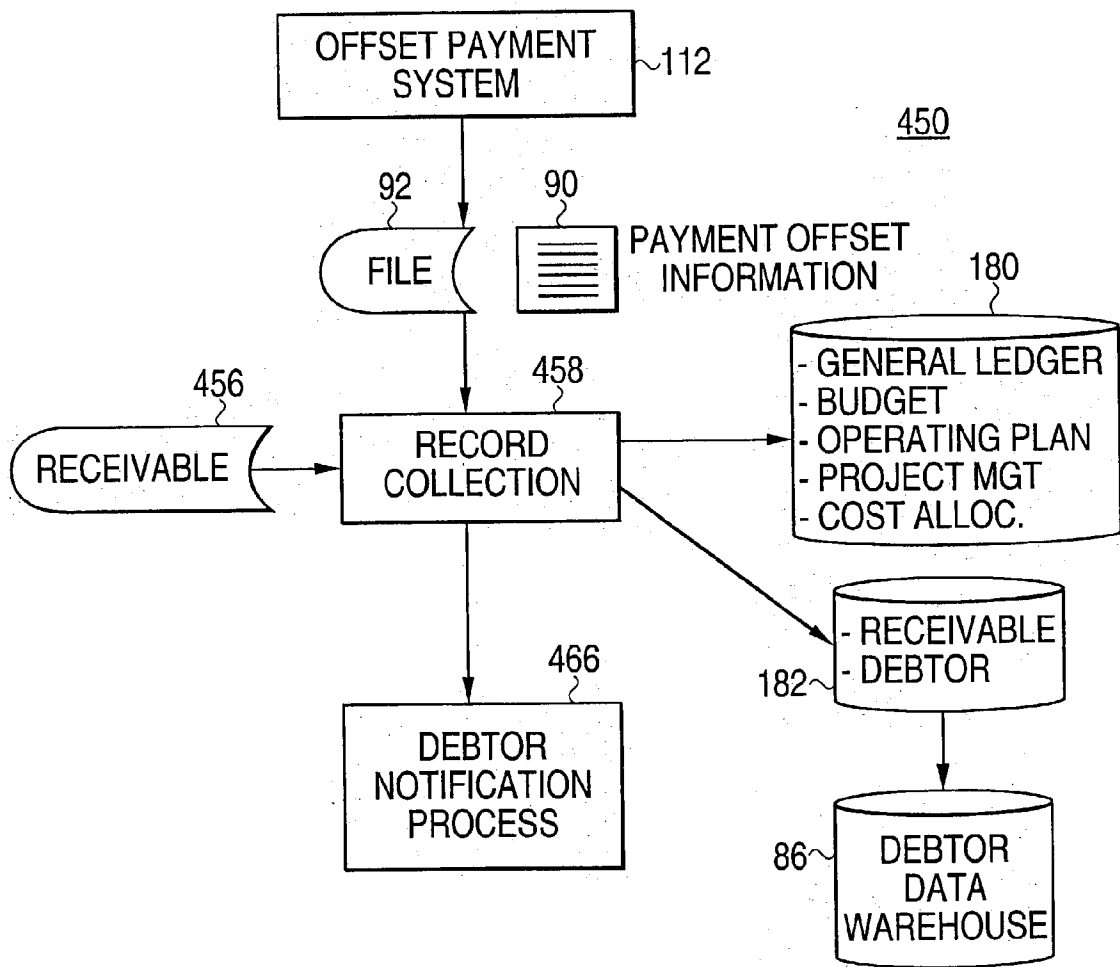 OFFSET PAYMENT
SYSTEM
112
450
92
90
FILE
PAYMENT OFFSET
INFORMATION
180
- GENERAL LEDGER
- BUDGET
- OPERATING PLAN
- PROJECT MGT
- COST ALLOC.
456
458
RECEIVABLE
RECORD
COLLECTION
- RECEIVABLE
- DEBTOR
182
466
DEBTOR
NOTIFICATION
PROCESS
86
DEBTOR
DATA
WAREHOUSE